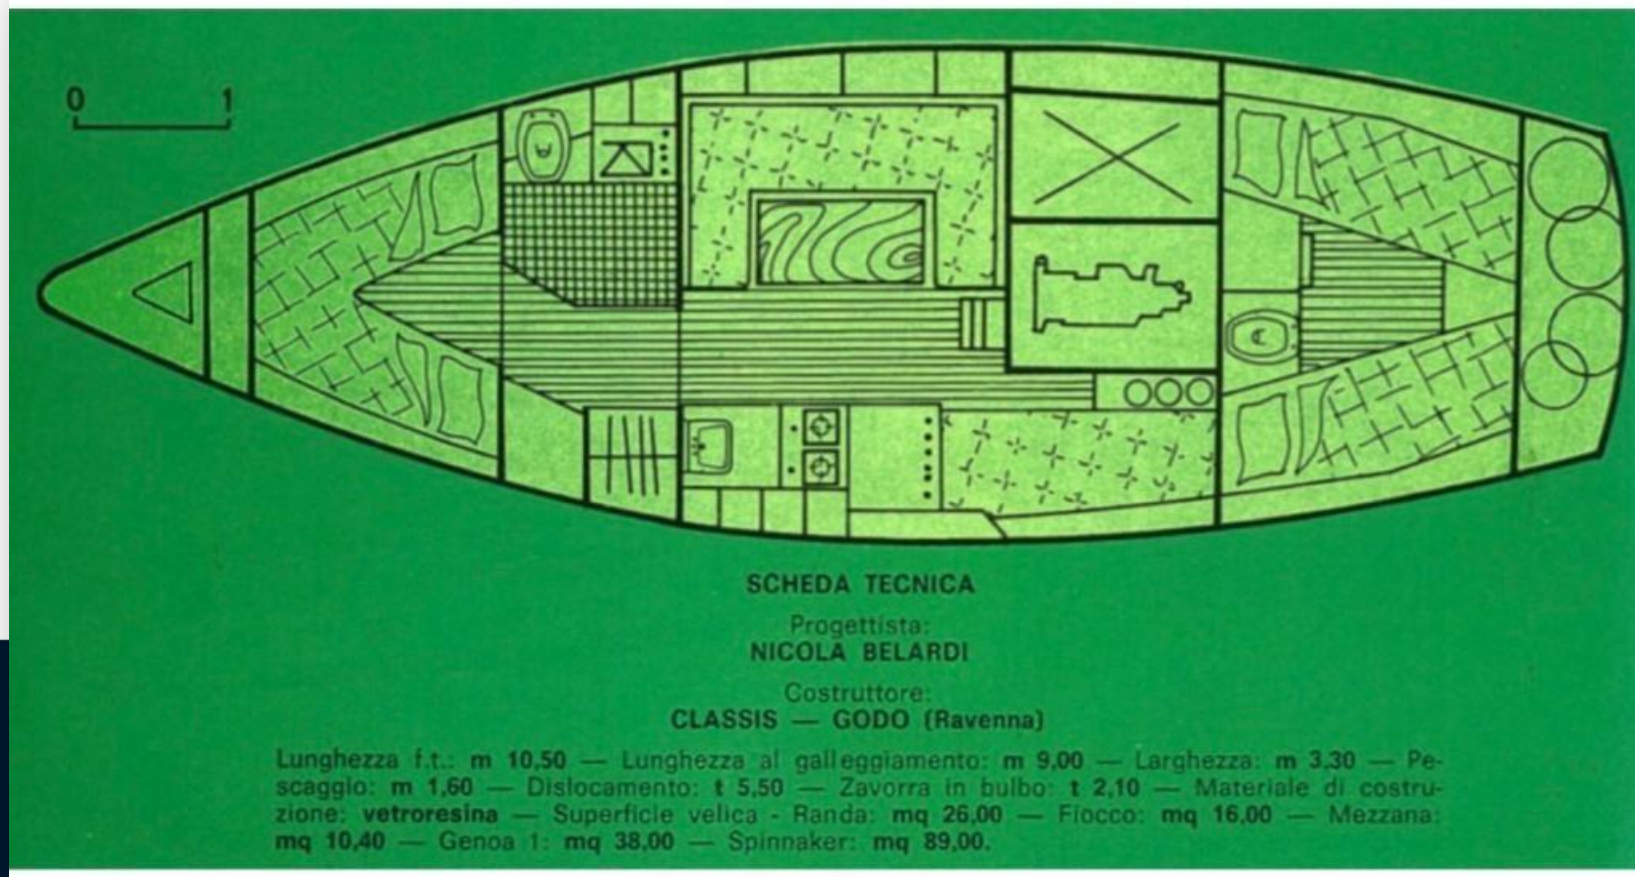 0 1
SCHEDA TECNICA
Progettista:
NICOLA BELARDI
Costruttore:
CLASSIS — GODO (Ravenna)
Lunghezza f.t.: m 10,50 — Lunghezza al galleggiamento: m 9,00 — Larghezza: m 3,30 — Pe-
scaggio: m 1,60 — Dislocamento: t 5,50 — Zavorra in bulbo: t 2,10 — Materiale di costru-
zione: vetroresina — Superficie velica - Randa: mq 26,00 — Fiocco: mq 16,00 — Mezzana:
mq 10,40 — Genoa 1: mq 38,00 — Spinnaker: mq 89,00.